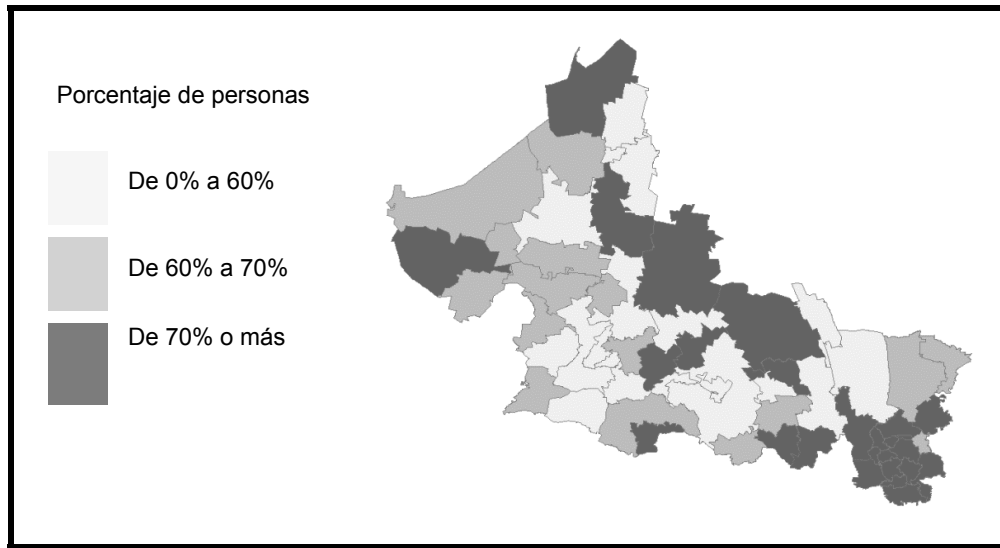 Porcentaje de personas
De 0% a 60%
De 60% a 70%
De 70% o más